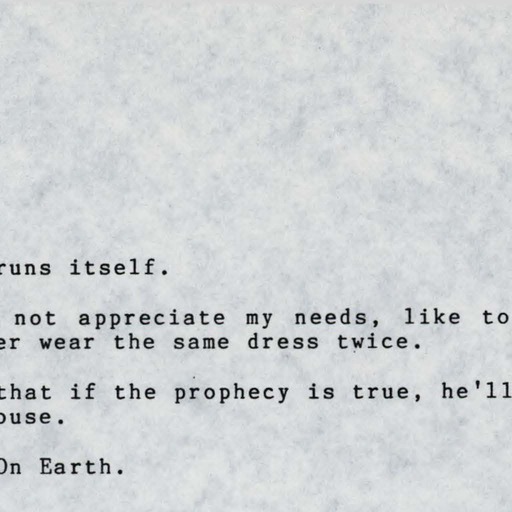 runs itself.
not appreciate my needs, like to
er wear the same dress twice.
that if the prophecy is true, he'll
ouse.
On Earth.